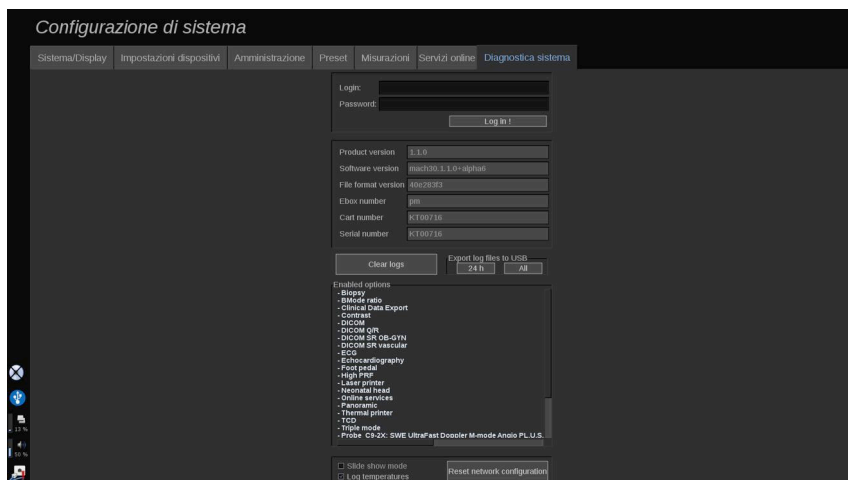 Configurazione di sistema
Sistema/Display Impostazioni dispositivi Amministrazione Preset Misurazioni Servizi online Diagnostica sistema
Login:
Password:
Log in !
Product version 1.1.0
Software version mach30.1.1.0+alpha6
File format version 40e283f3
Ebox number pm
Cart number KT00716
Serial number KT00716
Clear logs
Export log files to USB
24 h All
Enabled options
- Biopsy
- BMode ratio
- Clinical Data Export
- Contrast
- DICOM
- DICOM Q/R
- DICOM SR OB-GYN
- DICOM SR vascular
- ECG
- Echocardiography
- Foot pedal
- High PRF
- Laser printer
- Neonatal head
- Online services
- Panoramic
- Thermal printer
- TCD
- Triple mode
- Probe C9-2X: SWE UltraFast Doppler M-mode Angio PL.U.S.
13 %
50 %
Slide show mode
Log temperatures
Reset network configuration